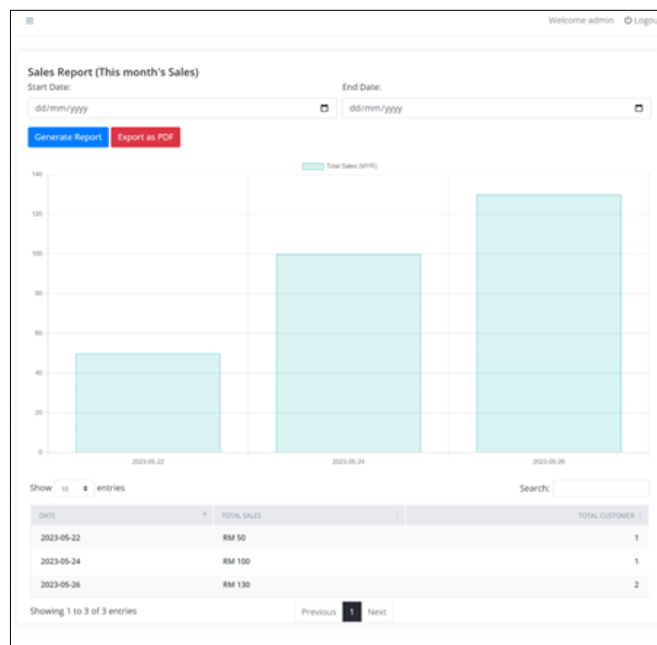 Welcome admin Logou
Sales Report (This month's Sales)
Start Date: End Date:
dd/mm/yyyy dd/mm/yyyy
Generate Report Export as PDF
Total Sales (MYR)
140
120
100
80
60
40
20
0
2023-05-22 2023-05-24 2023-05-26
Show 10 entries Search:
DATE TOTAL SALES TOTAL CUSTOMER
2023-05-22 RM 50 1
2023-05-24 RM 100 1
2023-05-26 RM 130 2
Showing 1 to 3 of 3 entries Previous 1 Next